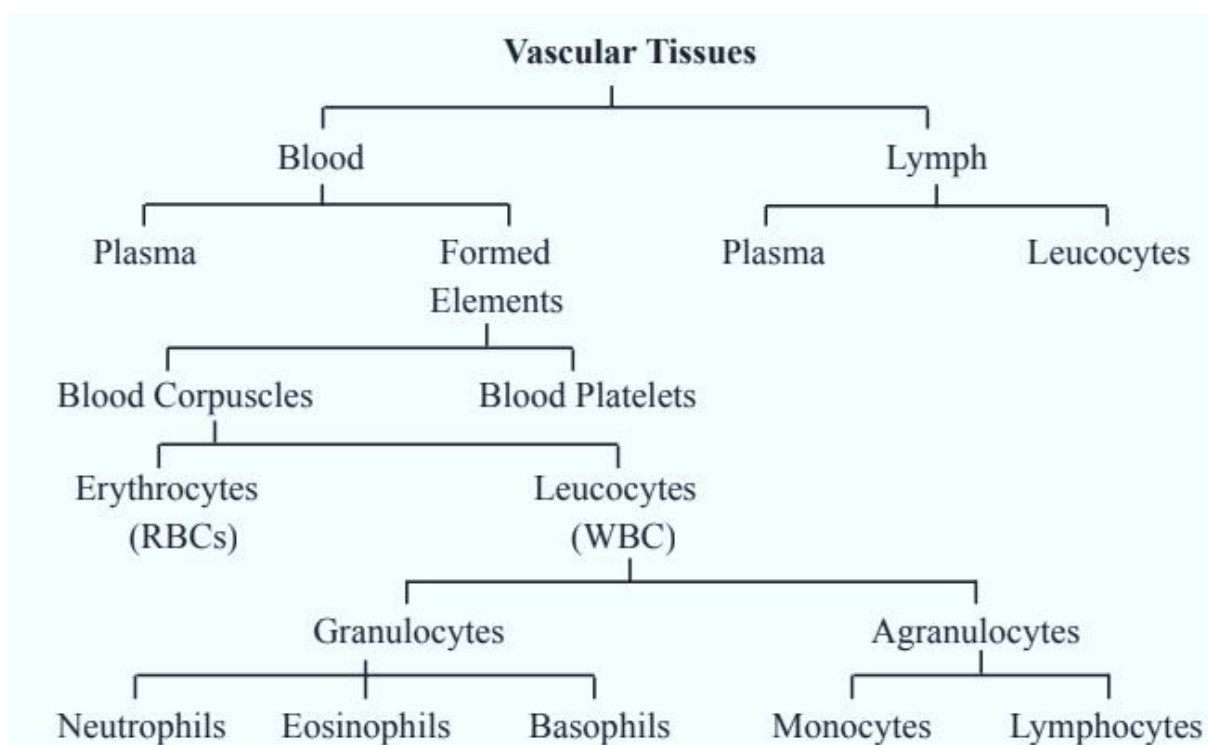 Vascular Tissues
Blood Lymph
Plasma Formed Plasma Leucocytes
Elements
Blood Corpuscles Blood Platelets
Erythrocytes Leucocytes
(RBCs) (WBC)
Granulocytes Agranulocytes
Neutrophils Eosinophils Basophils Monocytes Lymphocytes